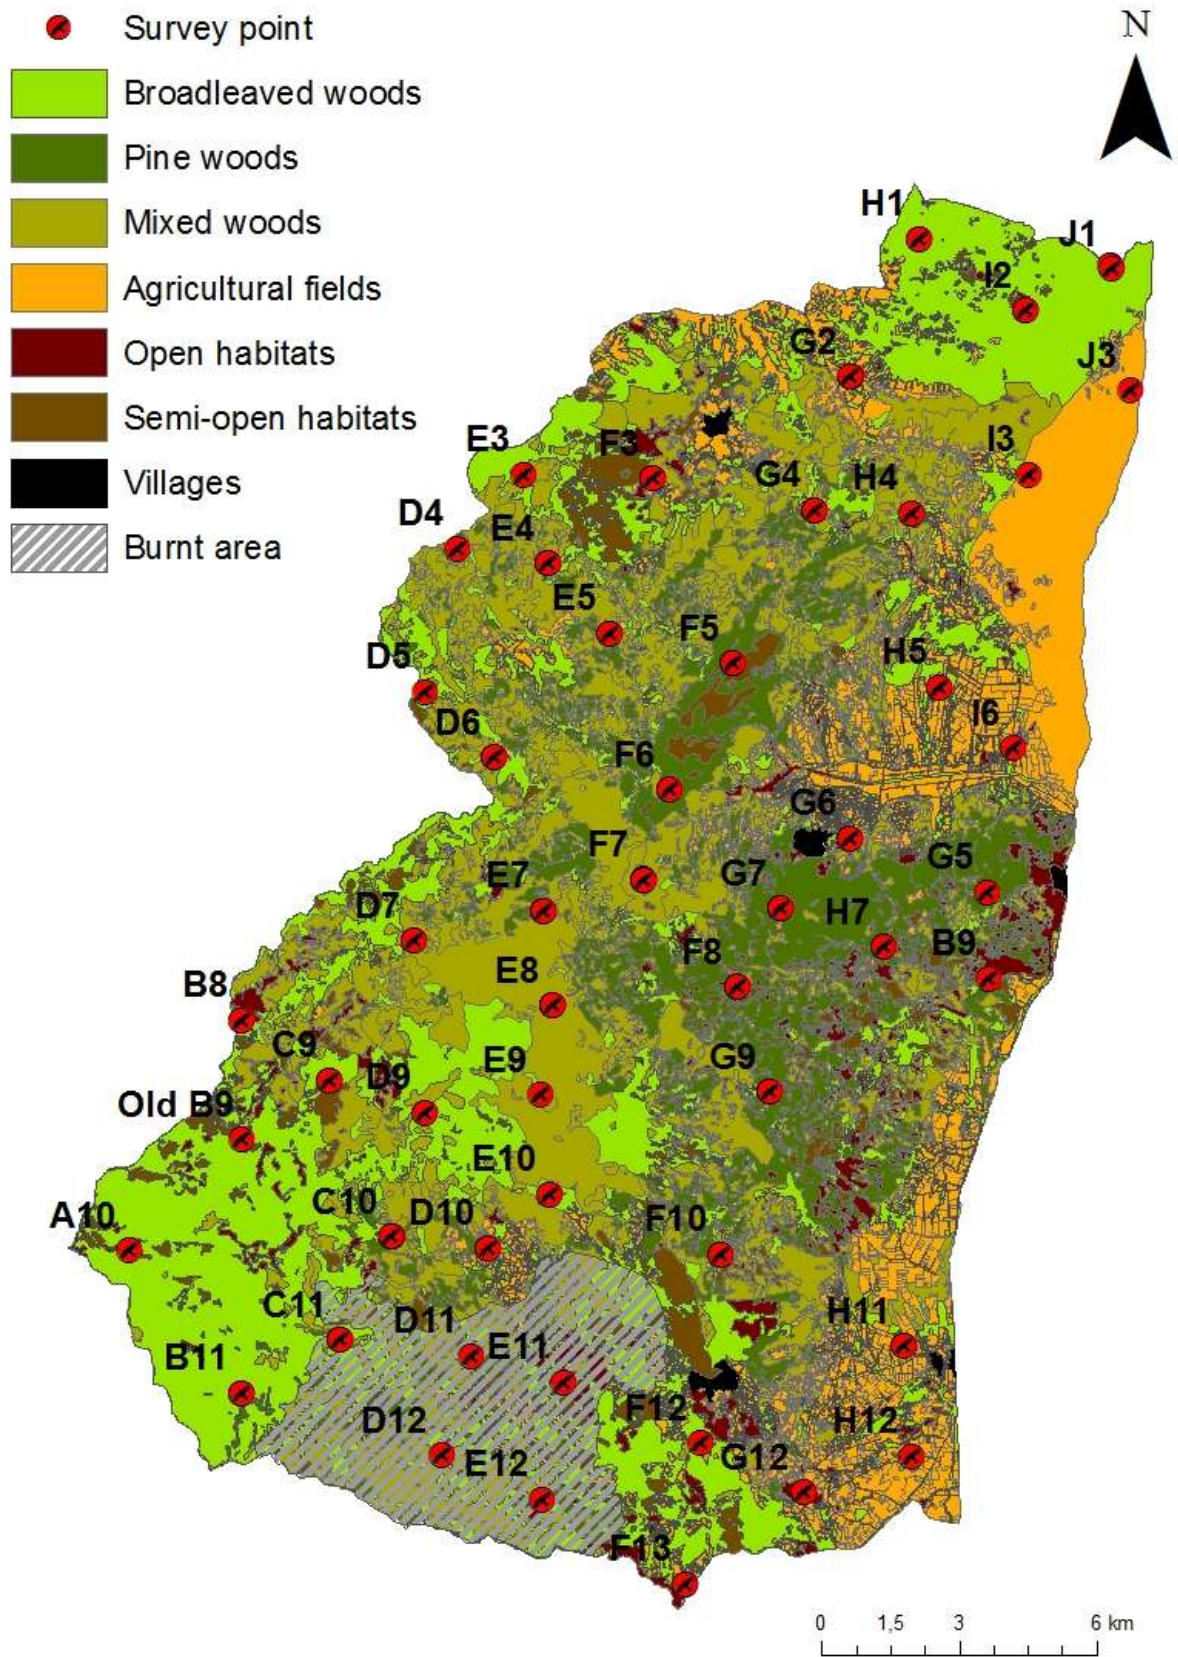 Survey point
N
Broadleaved woods
Pine woods
Mixed woods
Agricultural fields
Open habitats
Semi-open habitats
Villages
Burnt area
H1
J1
I2
G2
J3
E3
F3
I3
G4
H4
D4
E4
E5
F5
H5
D5
I6
D6
F6
G6
F7
G5
E7
G7
H7
D7
B9
F8
E8
B8
C9
E9
G9
D9
Old B9
E10
C10
D10
F10
A10
C11
D11
H11
E11
B11
F12
D12
H12
E12
G12
F13
0 1,5 3 6 km